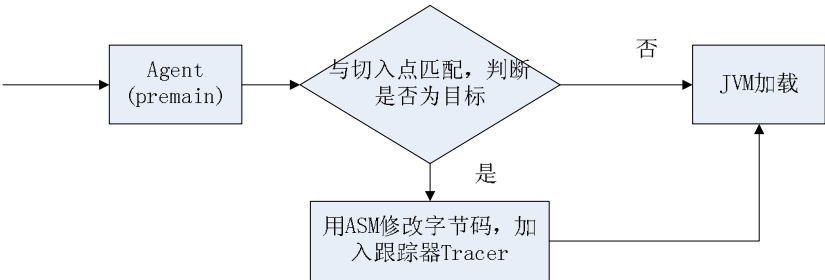 Agent
(premain)
与切入点匹配，判断
是否为目标
否
JVM加载
是
用ASM修改字节码，加
入跟踪器Tracer